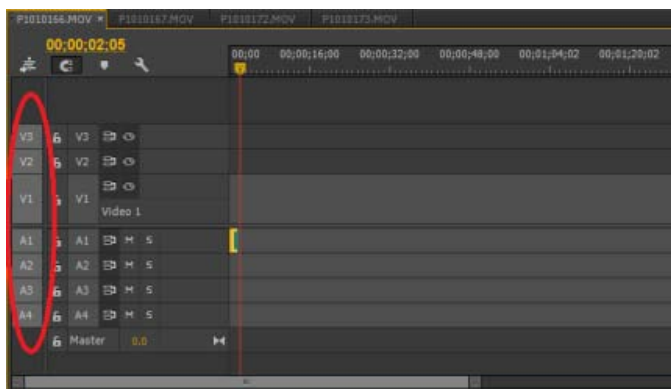 P1010166.MOV × P1010167.MOV P1010172.MOV P1010173.MOV
00;00;02;05
00;00 00;00;16;00 00;00;32;00 00;00;48;00 00;01;04;02 00;01;20;02
V3 V3
V2 V2
V1 V1
Video 1
A1 A1 M S
A2 A2 M S
A3 A3 M S
A4 A4 M S
Master 0.0